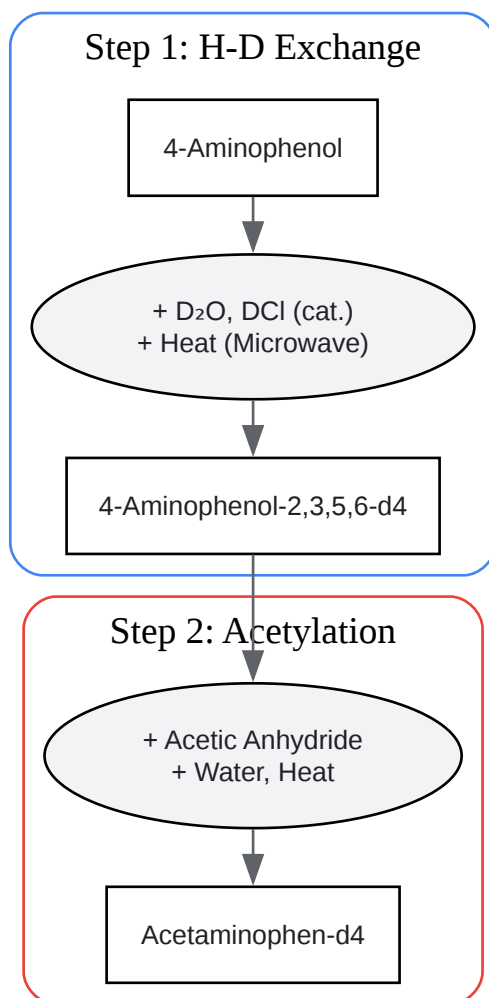 Step 1: H-D Exchange
4-Aminophenol
+ D₂O, DCl (cat.)
+ Heat (Microwave)
4-Aminophenol-2,3,5,6-d4
Step 2: Acetylation
+ Acetic Anhydride
+ Water, Heat
Acetaminophen-d4